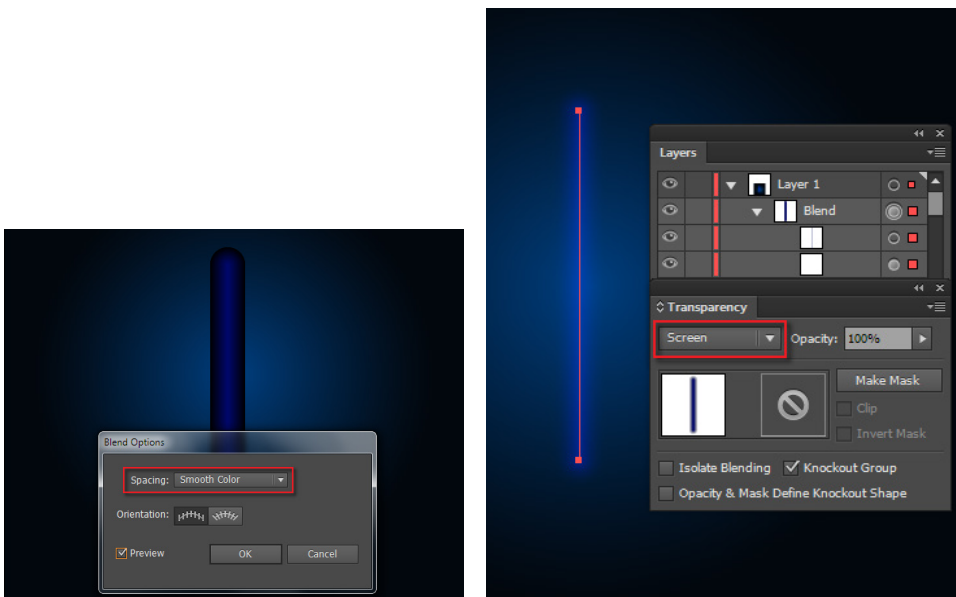 Blend Options
Spacing: Smooth Color
Orientation:
Preview
OK
Cancel
Layers
Layer 1
Blend
Transparency
Screen
Opacity: 100%
Make Mask
Clip
Invert Mask
Isolate Blending
Knockout Group
Opacity & Mask Define Knockout Shape